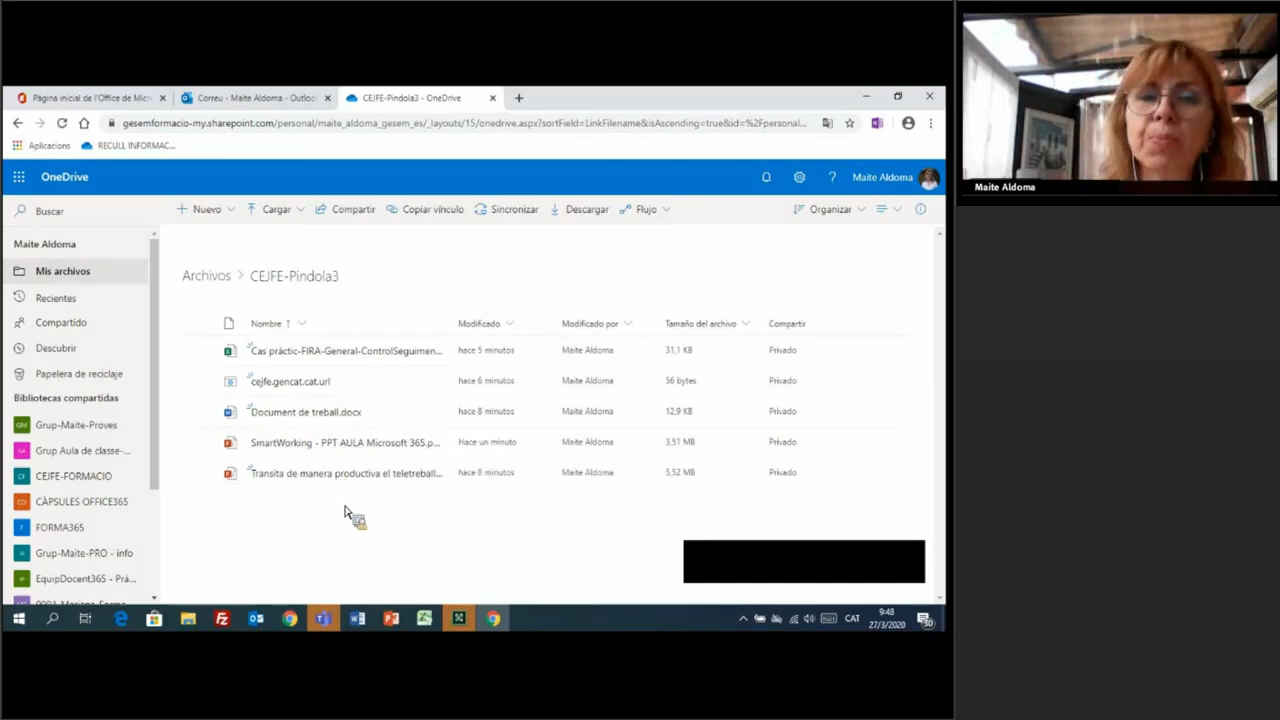 Pàgina inicial de l'Office de Micr
Correu - Maite Aldoma - Outlo
CEJFE-Pindola3 - OneDrive
gesemformacio-my.sharepoint.com/personal/maite_aldoma_gesem_es/_layouts/15/onedrive.aspx?sortField=LinkFilename&isAscending=true&id=%2Fpersonal...
Aplicacions
RECULL INFORMAC...
OneDrive
? Maite Aldoma
Buscar
Nuevo
Cargar
Compartir
Copiar vínculo
Sincronizar
Descargar
Flujo
Organizar
Maite Aldoma
Mis archivos
Recientes
Compartido
Descubrir
Papelera de reciclaje
Bibliotecas compartidas
GM Grup-Maite-Proves
GA Grup Aula de classe-...
CEJFE-FORMACIO
CÀPSULES OFFICE365
F FORMA365
Grup-Maite-PRO - info
EP EquipDocent365 - Prà...
Archivos > CEJFE-Pindola3
Nombre ↑ Modificado Modificado por Tamaño del archivo Compartir
Cas pràctic-FIRA-General-ControlSeguimen... hace 5 minutos Maite Aldoma 31,1 KB Privado
cejfe.gencat.cat.url hace 6 minutos Maite Aldoma 56 bytes Privado
Document de treball.docx hace 8 minutos Maite Aldoma 12,9 KB Privado
SmartWorking - PPT AULA Microsoft 365.p... Hace un minuto Maite Aldoma 3,51 MB Privado
Transita de manera productiva el teletreball... hace 8 minutos Maite Aldoma 5,52 MB Privado
CAT
9:48
27/3/2020
30
Maite Aldoma